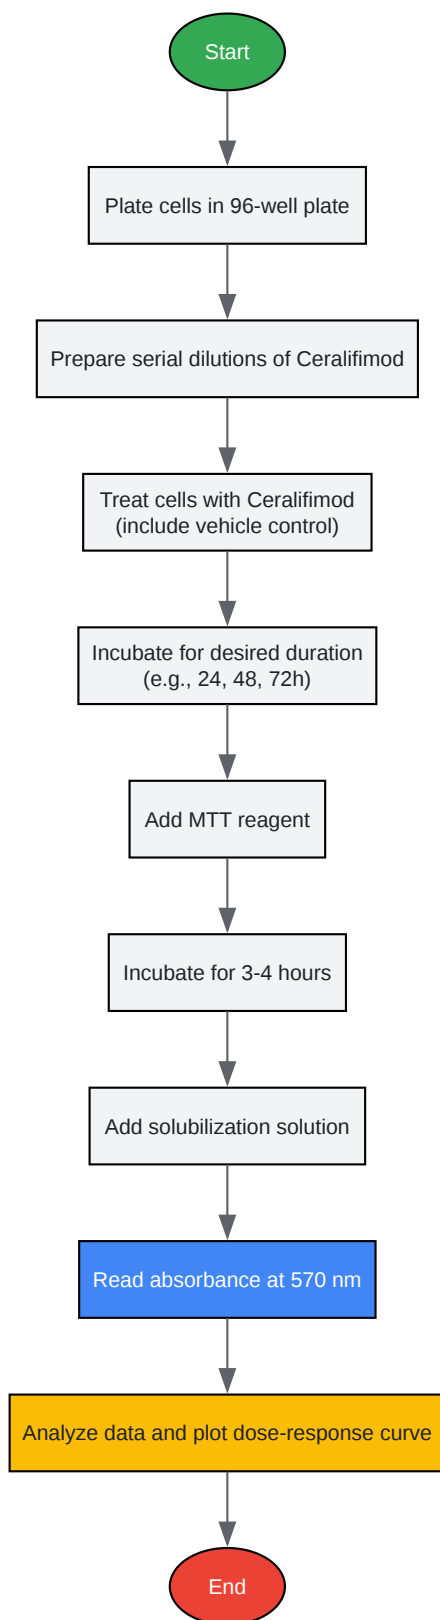 Start
Plate cells in 96-well plate
Prepare serial dilutions of Ceralifimod
Treat cells with Ceralifimod
(include vehicle control)
Incubate for desired duration
(e.g., 24, 48, 72h)
Add MTT reagent
Incubate for 3-4 hours
Add solubilization solution
Read absorbance at 570 nm
Analyze data and plot dose-response curve
End